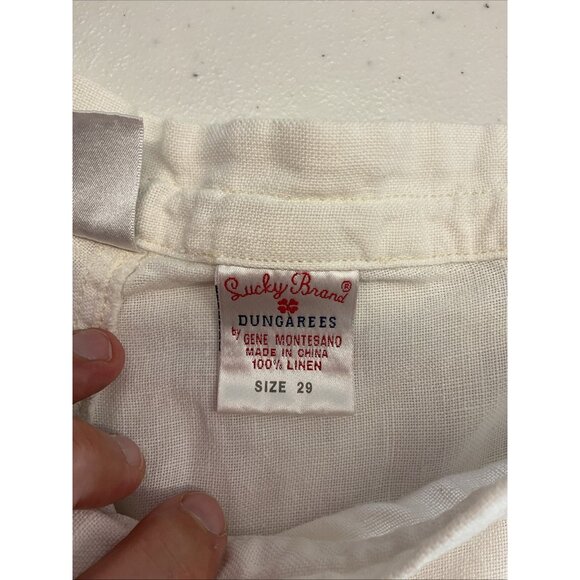 Lucky Brand®
DUNGAREES
by GENE MONTESANO
MADE IN CHINA
100% LINEN
SIZE 29